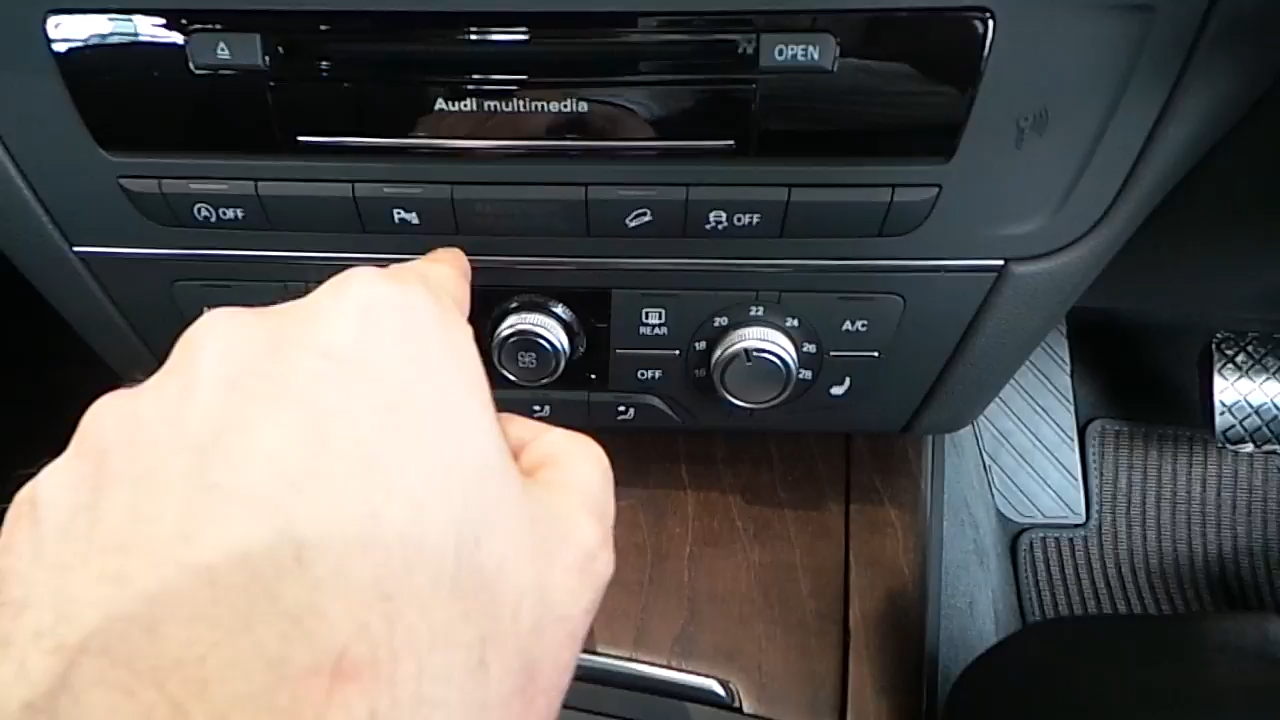 OPEN
Audi multimedia
A OFF
P
OFF
REAR
OFF
16
18
20
22
24
26
28
A/C